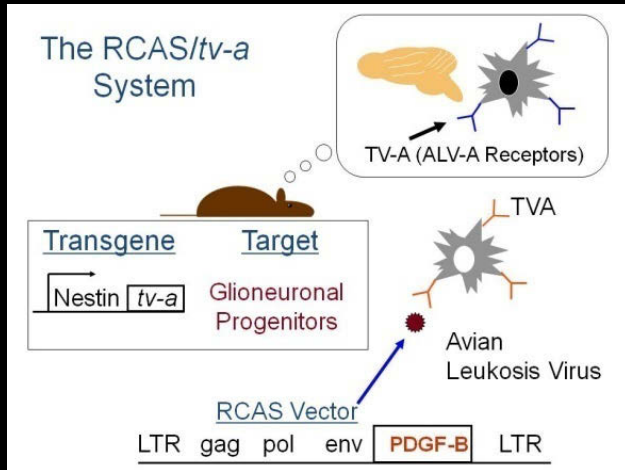 The RCAS/tv-a
System
TV-A (ALV-A Receptors)
TVA
Transgene Target
Nestin tv-a Glioneuronal
Progenitors
Avian
Leukosis Virus
RCAS Vector
LTR gag pol env PDGF-B LTR